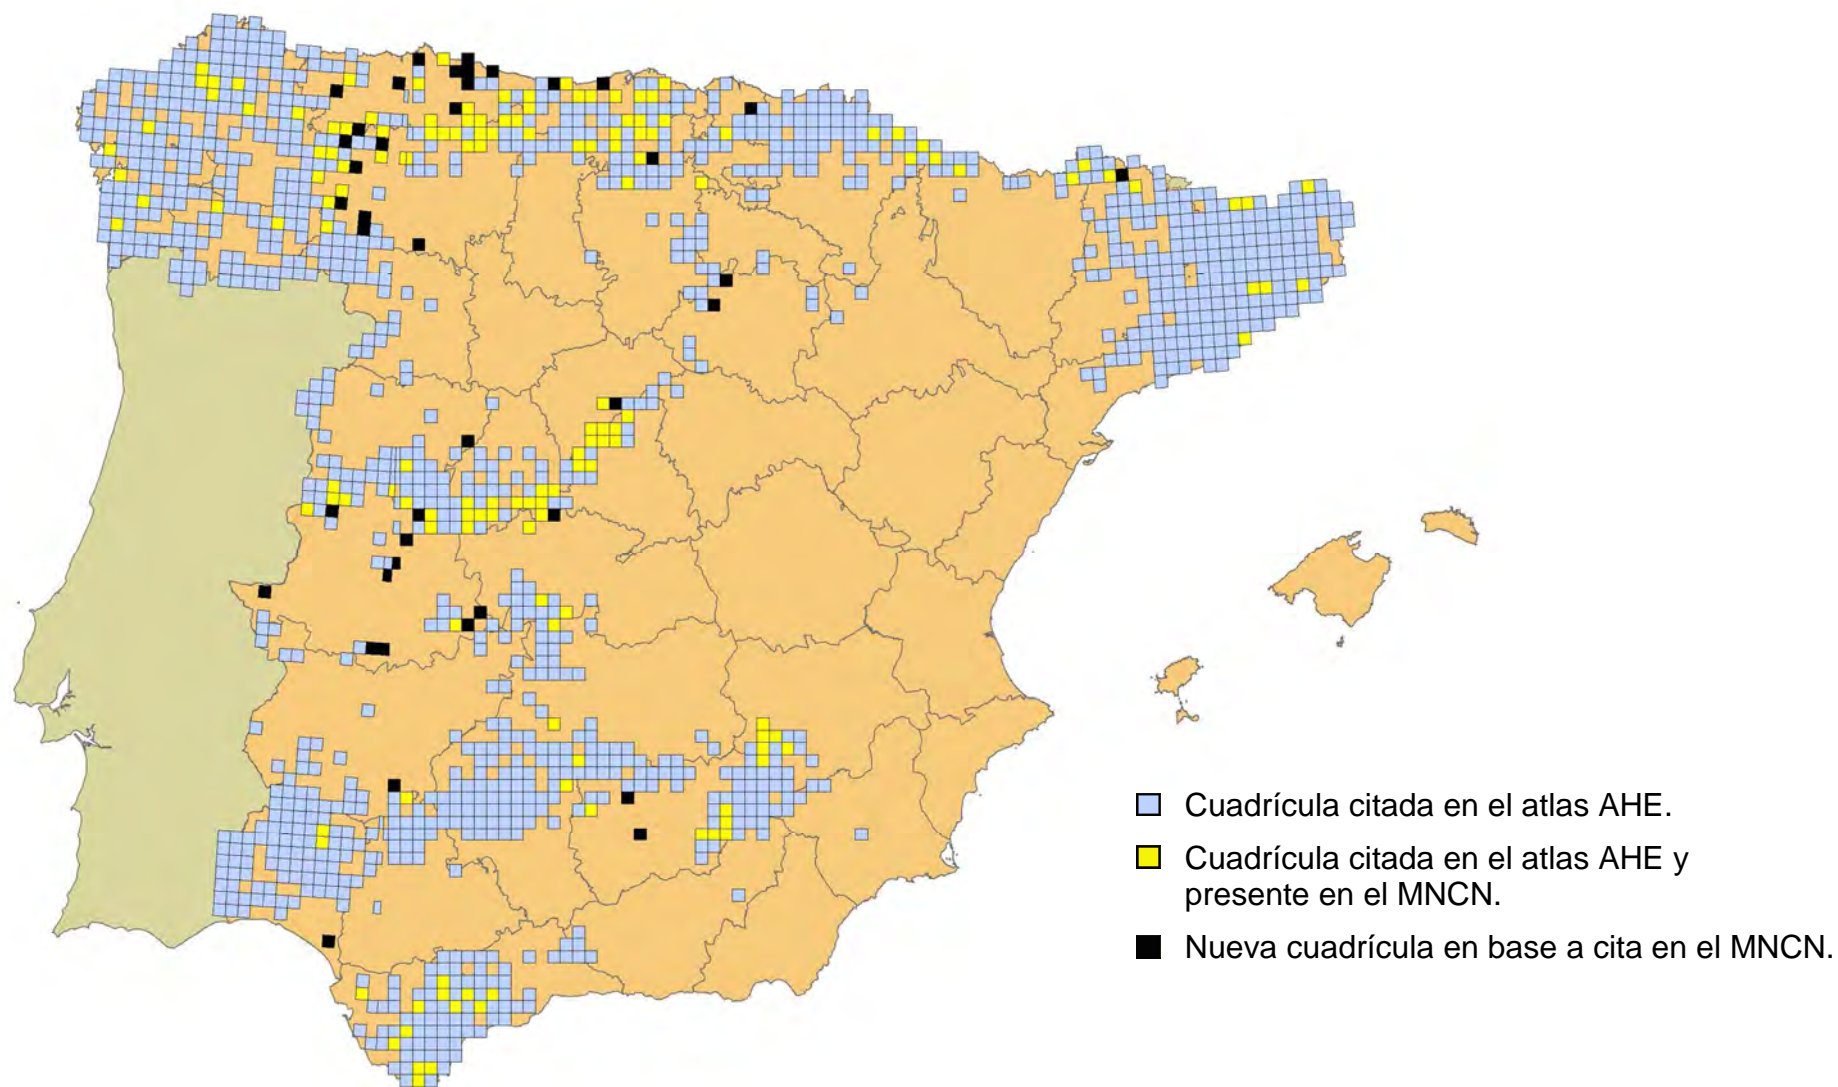 Cuadrícula citada en el atlas AHE.
Cuadrícula citada en el atlas AHE y
presente en el MNCN.
Nueva cuadrícula en base a cita en el MNCN.